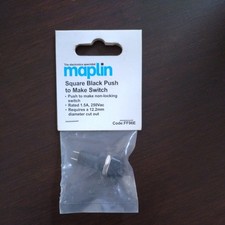 The electronics specialist
maplin
Square Black Push
to Make Switch
• Push to make non-locking
switch
• Rated 1.5A, 250Vac
• Requires a 12.2mm
diameter cut out
Code FF96E